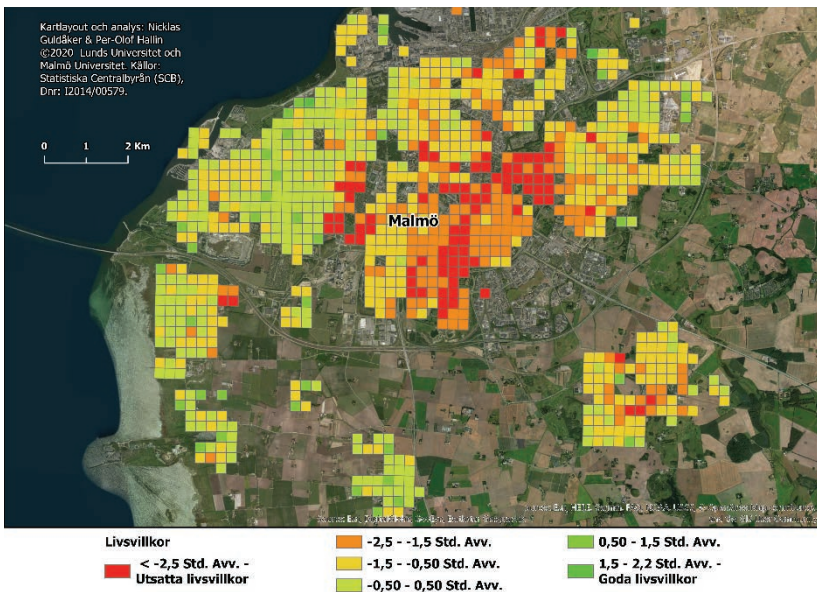 Kartlayout och analys: Nicklas
Guldåker & Per-Olof Hallin
©2020 Lunds Universitet och
Malmö Universitet. Källor:
Statistiska Centralbyrån (SCB),
Dnr: I2014/00579.
0 1 2 Km
Malmö
Livsvillkor
< -2,5 Std. Avv. -
Utsatta livsvillkor
-2,5 - -1,5 Std. Avv.
-1,5 - -0,50 Std. Avv.
-0,50 - 0,50 Std. Avv.
0,50 - 1,5 Std. Avv.
1,5 - 2,2 Std. Avv. -
Goda livsvillkor